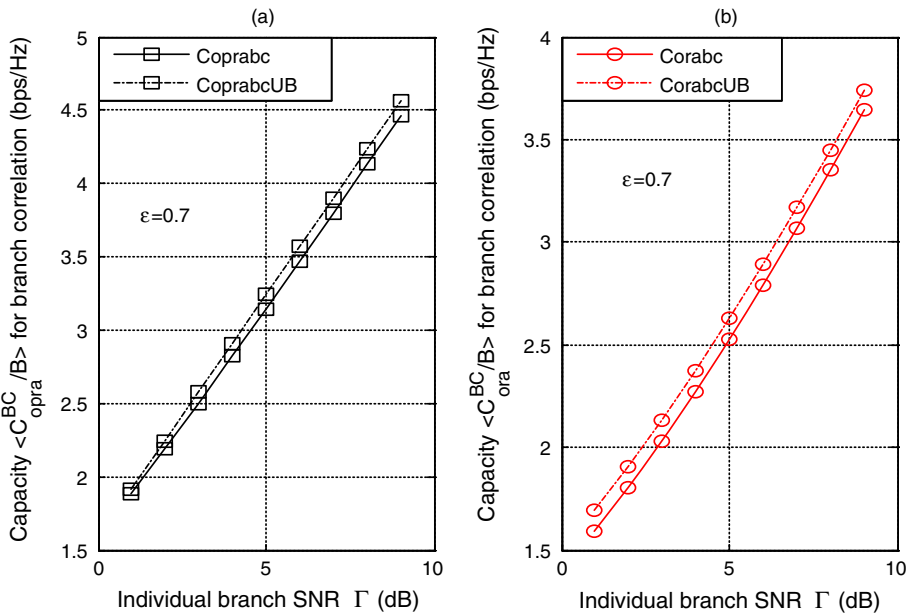 (a)
Capacity <C^BC_opra/B> for branch correlation (bps/Hz)
5
4.5
4
3.5
3
2.5
2
1.5
Coprabc
CoprabcUB
ε=0.7
0
5
10
Individual branch SNR Γ (dB)
(b)
Capacity <C^BC_ora/B> for branch correlation (bps/Hz)
4
3.5
3
2.5
2
1.5
Corabc
CorabcUB
ε=0.7
0
5
10
Individual branch SNR Γ (dB)